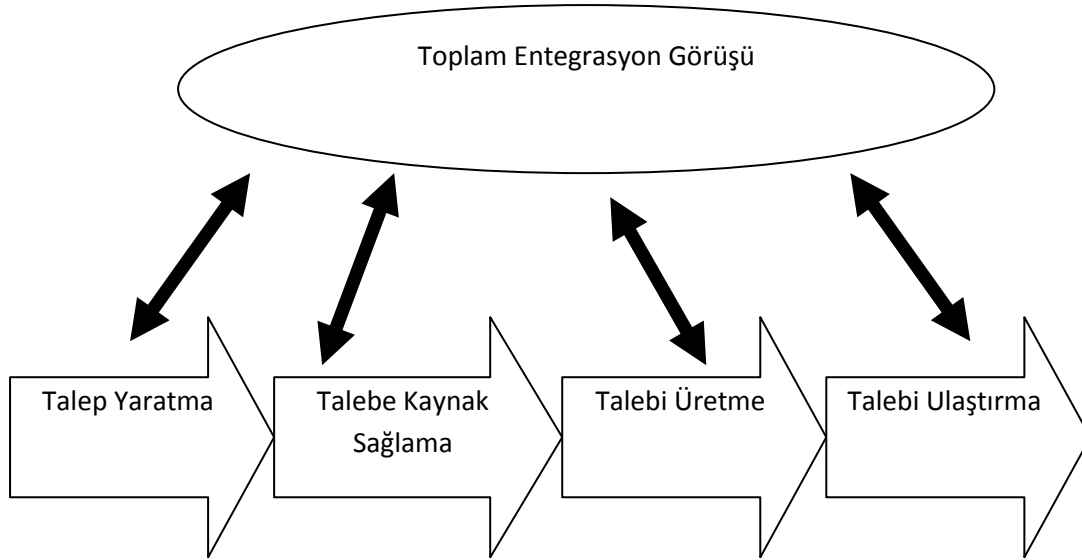 Toplam Entegrasyon Görüşü
Talep Yaratma
Talebe Kaynak
Sağlama
Talebi Üretme
Talebi Ulaştırma